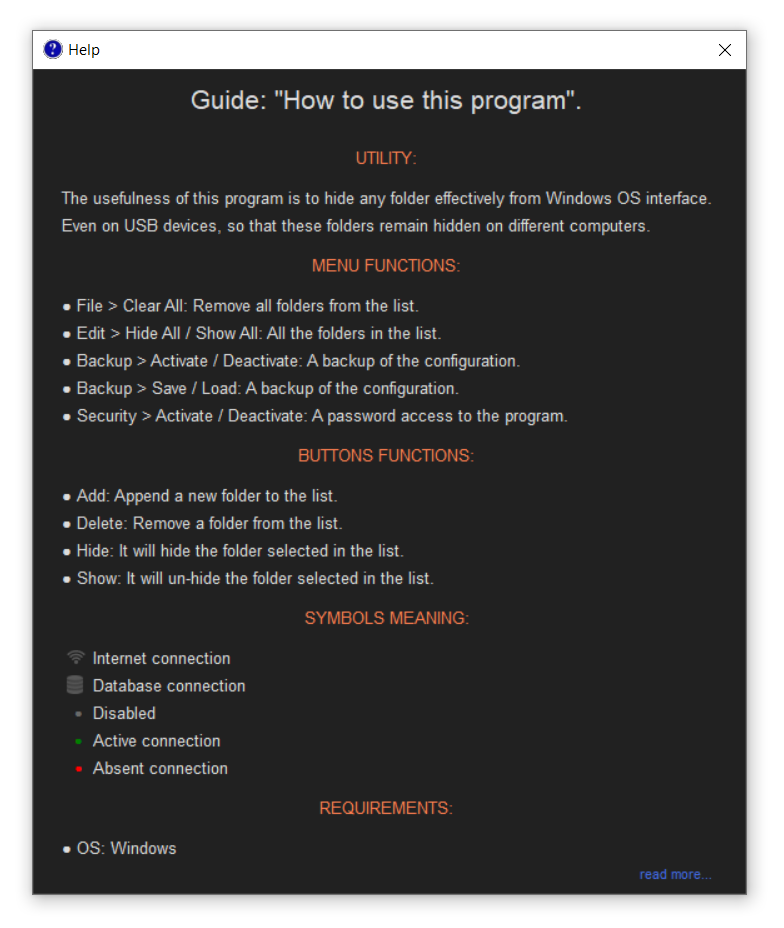 Help
Guide: "How to use this program".
UTILITY:
The usefulness of this program is to hide any folder effectively from Windows OS interface.
Even on USB devices, so that these folders remain hidden on different computers.
MENU FUNCTIONS:
● File > Clear All: Remove all folders from the list.
● Edit > Hide All / Show All: All the folders in the list.
● Backup > Activate / Deactivate: A backup of the configuration.
● Backup > Save / Load: A backup of the configuration.
● Security > Activate / Deactivate: A password access to the program.
BUTTONS FUNCTIONS:
● Add: Append a new folder to the list.
● Delete: Remove a folder from the list.
● Hide: It will hide the folder selected in the list.
● Show: It will un-hide the folder selected in the list.
SYMBOLS MEANING:
Internet connection
Database connection
● Disabled
● Active connection
● Absent connection
REQUIREMENTS:
● OS: Windows
read more...